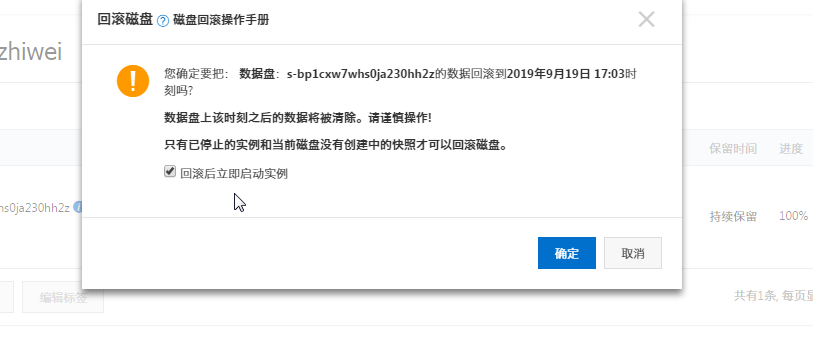 回滚磁盘 ? 磁盘回滚操作手册
zhiwei
您确定要把： 数据盘：s-bp1cxw7whs0ja230hh2z的数据回滚到2019年9月19日 17:03时
刻吗?
数据盘上该时刻之后的数据将被清除。请谨慎操作!
只有已停止的实例和当前磁盘没有创建中的快照才可以回滚磁盘。
保留时间 进度
回滚后立即启动实例
hs0ja230hh2z
持续保留 100%
确定 取消
编辑标签
共有1条, 每页显